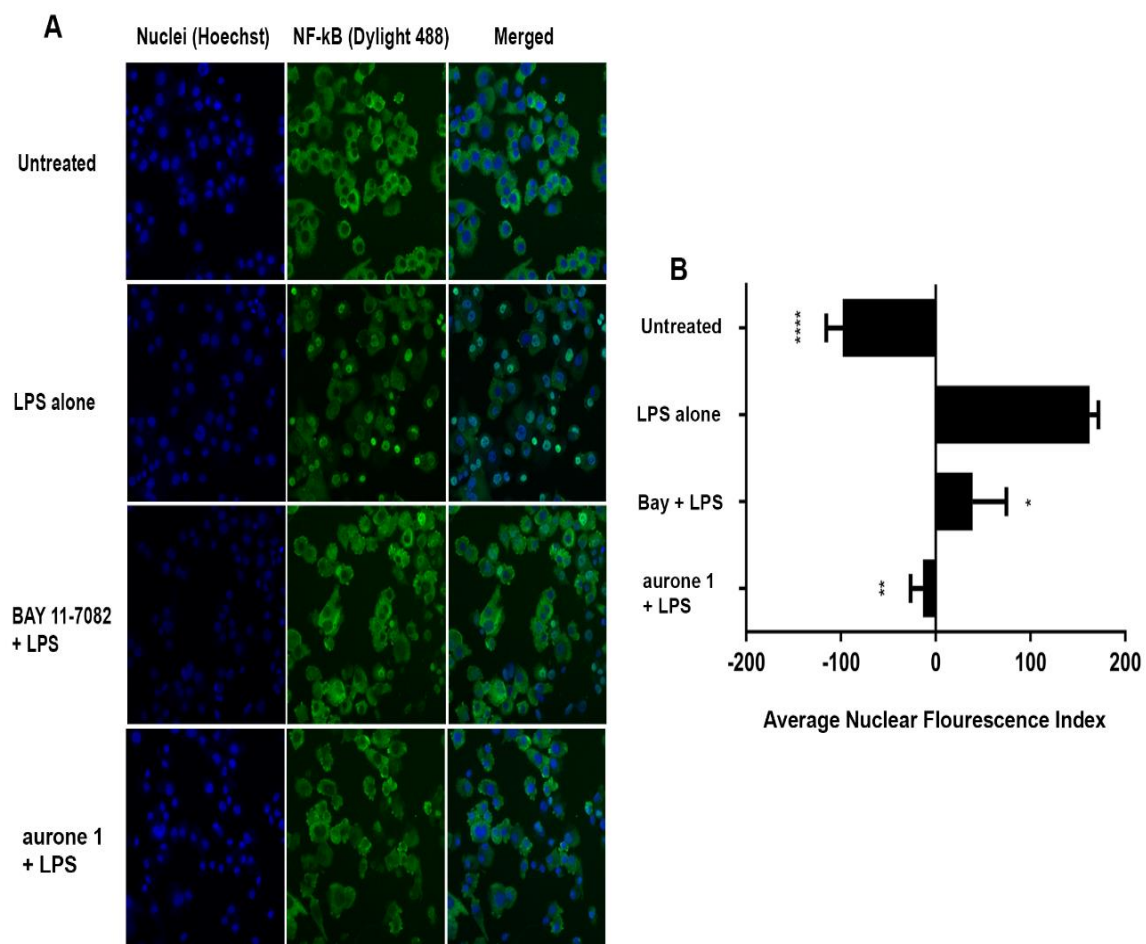 A
Nuclei (Hoechst) NF-kB (Dylight 488) Merged
Untreated
LPS alone
BAY 11-7082
+ LPS
aurone 1
+ LPS
B
Untreated
****
LPS alone
Bay + LPS
*
aurone 1
+ LPS
**
-200 -100 0 100 200
Average Nuclear Flourescence Index